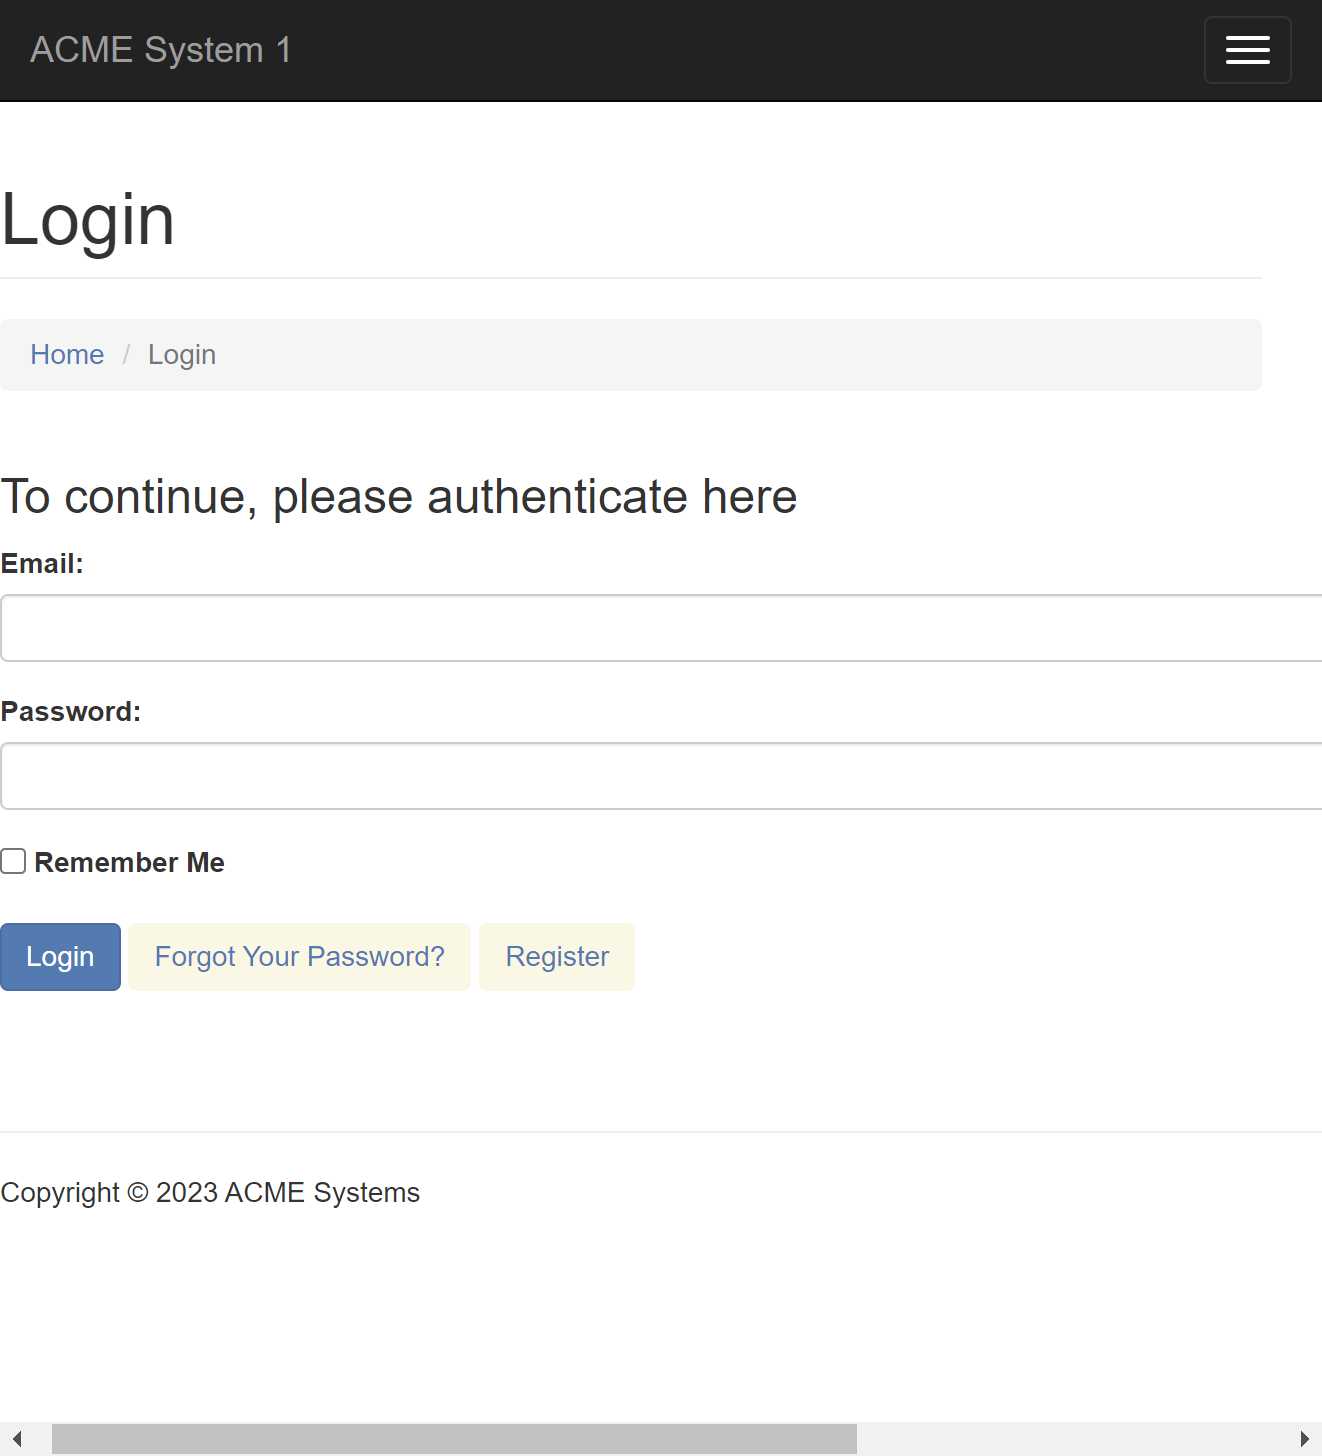 ACME System 1
Login
Home / Login
To continue, please authenticate here
Email:
Password:
Remember Me
Login Forgot Your Password? Register
Copyright © 2023 ACME Systems